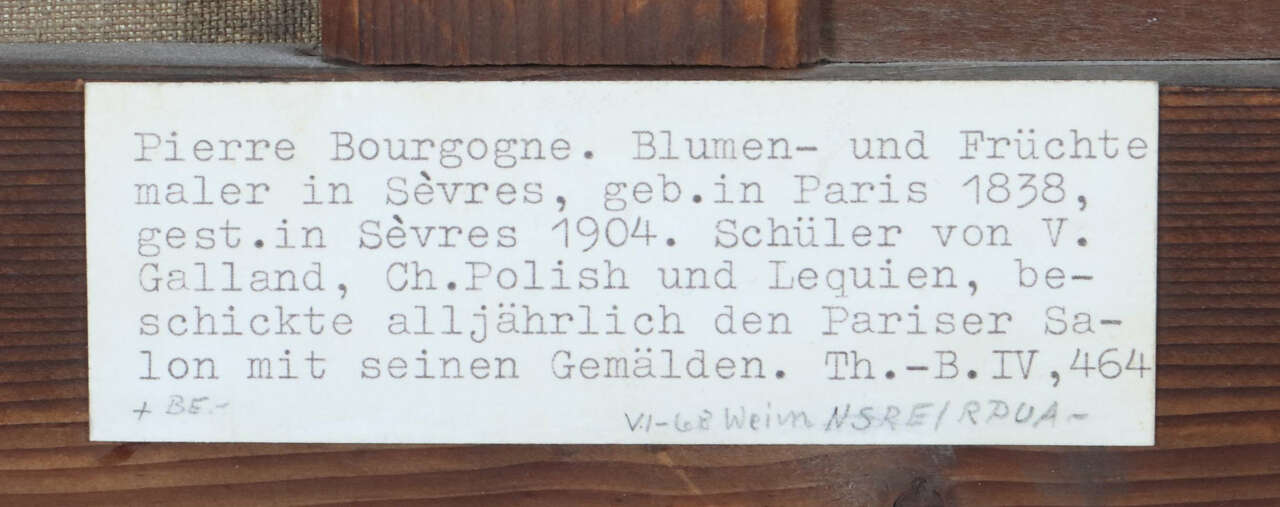 Pierre Bourgogne. Blumen- und Früchte
maler in Sèvres, geb.in Paris 1838,
gest.in Sèvres 1904. Schüler von V.
Galland, Ch.Polish und Lequien, be-
schickte alljährlich den Pariser Sa-
lon mit seinen Gemälden. Th.-B.IV,464
+ BE.-
VI-68 NSRE/RDUA-